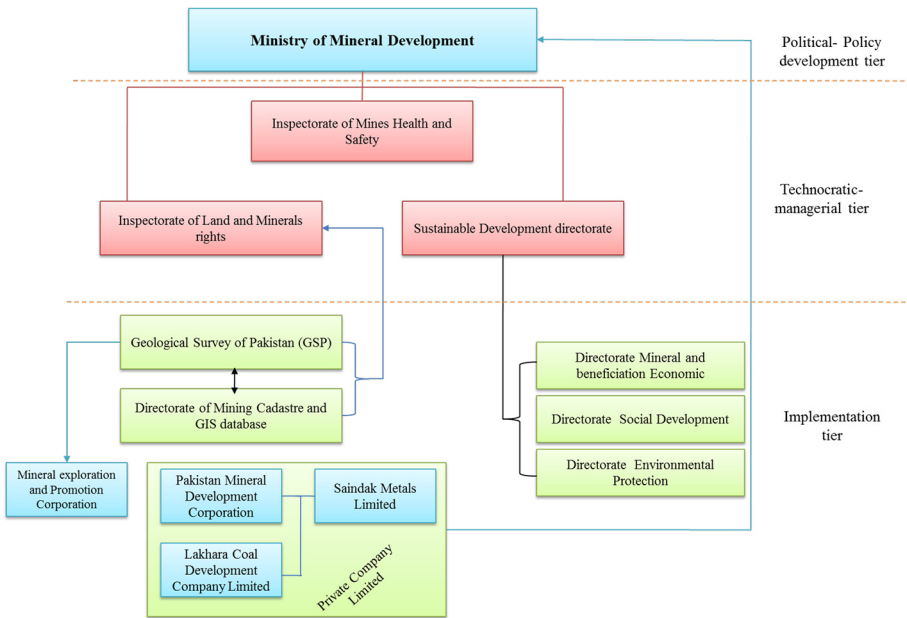 Ministry of Mineral Development
Political- Policy
development tier
Inspectorate of Mines Health and
Safety
Technocratic-
managerial tier
Inspectorate of Land and Minerals
rights
Sustainable Development directorate
Geological Survey of Pakistan (GSP)
Directorate of Mining Cadastre and
GIS database
Directorate Mineral and
beneficiation Economic
Directorate Social Development
Directorate Environmental
Protection
Implementation
tier
Mineral exploration
and Promotion
Corporation
Pakistan Mineral
Development
Corporation
Saindak Metals
Limited
Lakhara Coal
Development
Company Limited
Private Company
Limited